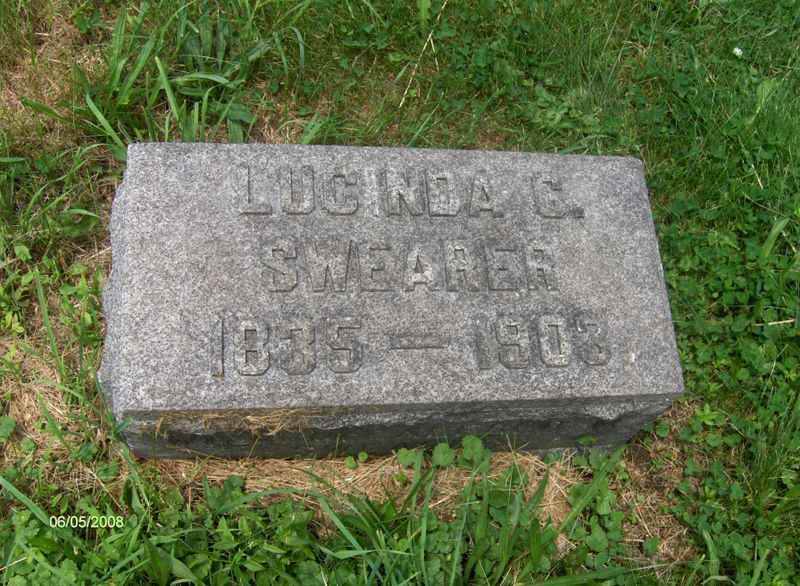 LUCINDA C.
SWEARER
1835 — 1903
06/05/2008